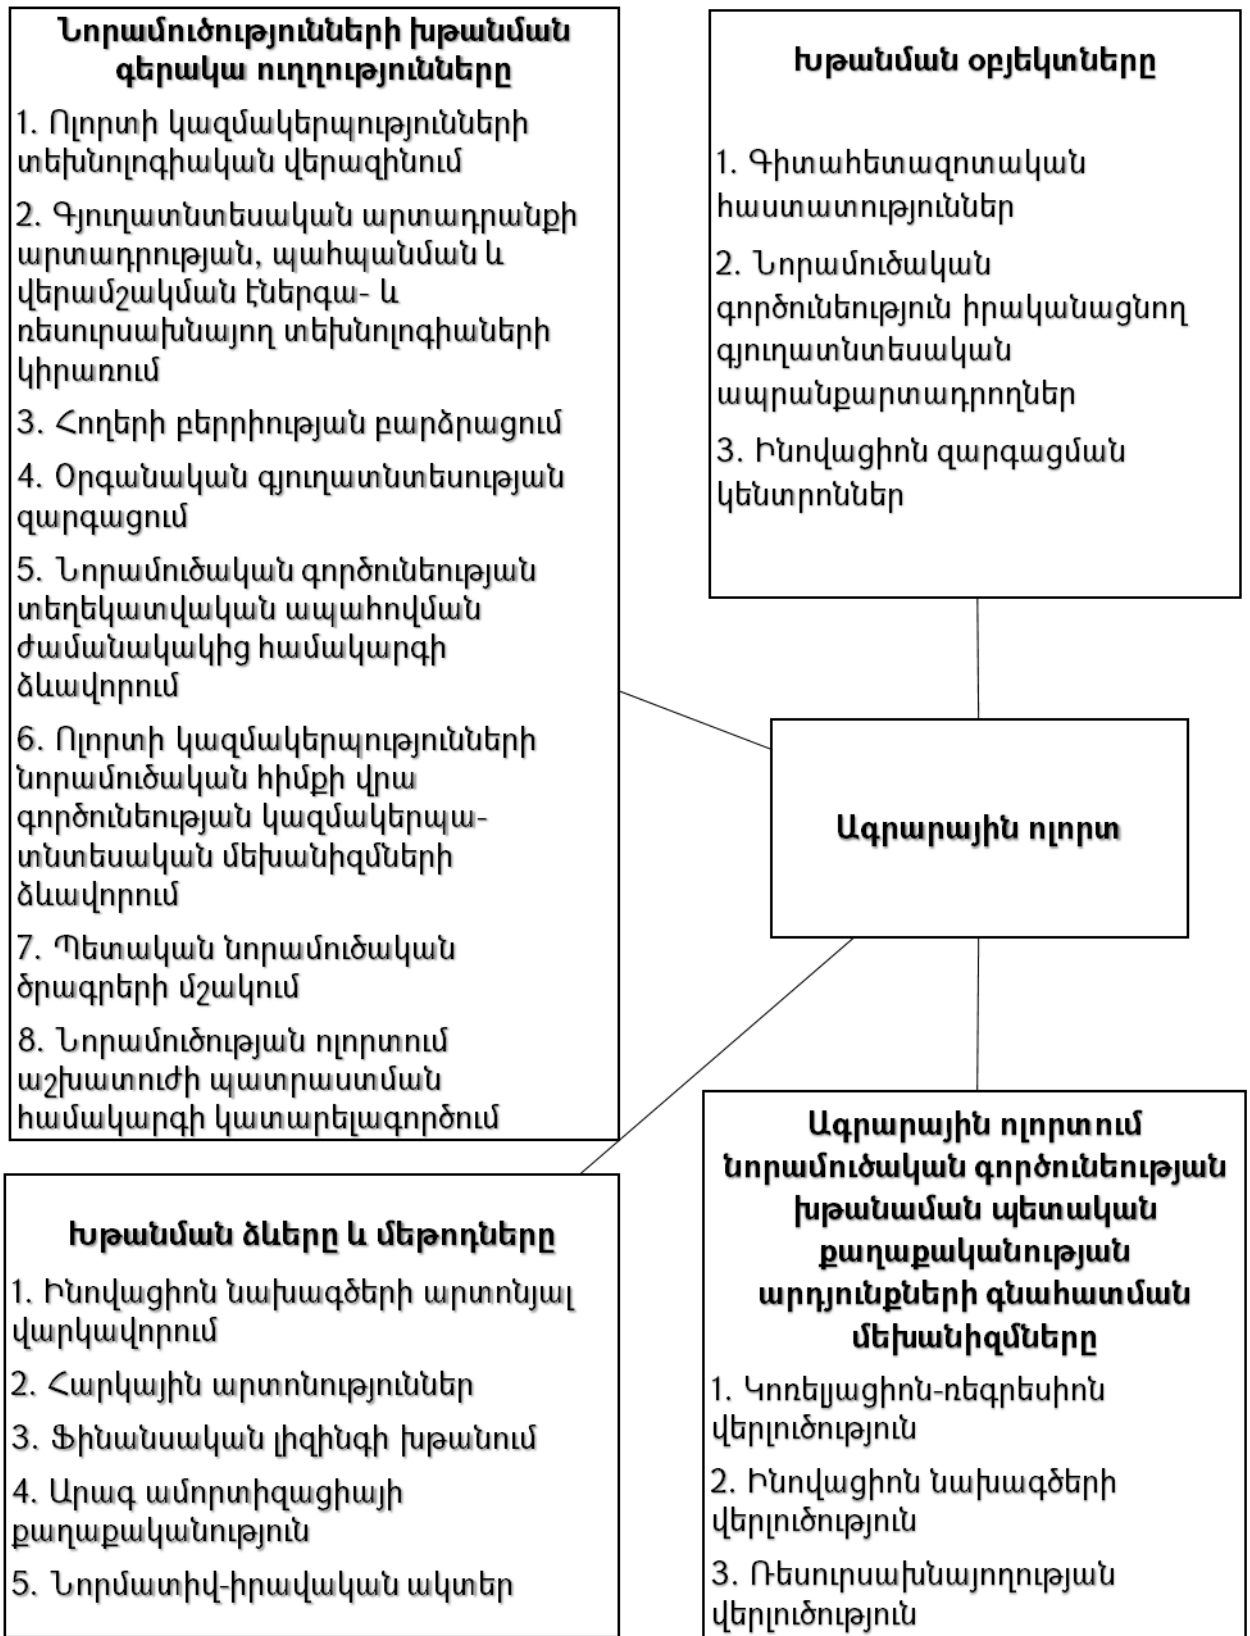 Նորամուծությունների խթանման
գերակա ուղղությունները
1. Ոլորտի կազմակերպությունների
տեխնոլոգիական վերազինում
2. Գյուղատնտեսական արտադրանքի
արտադրության, պահպանման և
վերամշակման էներգա- և
ռեսուրսախնայող տեխնոլոգիաների
կիրառում
3. Հողերի բերրիության բարձրացում
4. Օրգանական գյուղատնտեսության
զարգացում
5. Նորամուծական գործունեության
տեղեկատվական ապահովման
ժամանակակից համակարգի
ձևավորում
6. Ոլորտի կազմակերպությունների
նորամուծական հիմքի վրա
գործունեության կազմակերպա-
տնտեսական մեխանիզմների
ձևավորում
7. Պետական նորամուծական
ծրագրերի մշակում
8. Նորամուծության ոլորտում
աշխատուժի պատրաստման
համակարգի կատարելագործում
Խթանման օբյեկտները
1. Գիտահետազոտական
հաստատություններ
2. Նորամուծական
գործունեություն իրականացնող
գյուղատնտեսական
ապրանքարտադրողներ
3. Ինովացիոն զարգացման
կենտրոններ
Ագրարային ոլորտ
Խթանման ձևերը և մեթոդները
1. Ինովացիոն նախագծերի արտոնյալ
վարկավորում
2. Հարկային արտոնություններ
3. Ֆինանսական լիզինգի խթանում
4. Արագ ամորտիզացիայի
քաղաքականություն
5. Նորմատիվ-իրավական ակտեր
Ագրարային ոլորտում
նորամուծական գործունեության
խթանաման պետական
քաղաքականության
արդյունքների գնահատման
մեխանիզմները
1. Կոռելյացիոն-ռեգրեսիոն
վերլուծություն
2. Ինովացիոն նախագծերի
վերլուծություն
3. Ռեսուրսախնայողության
վերլուծություն